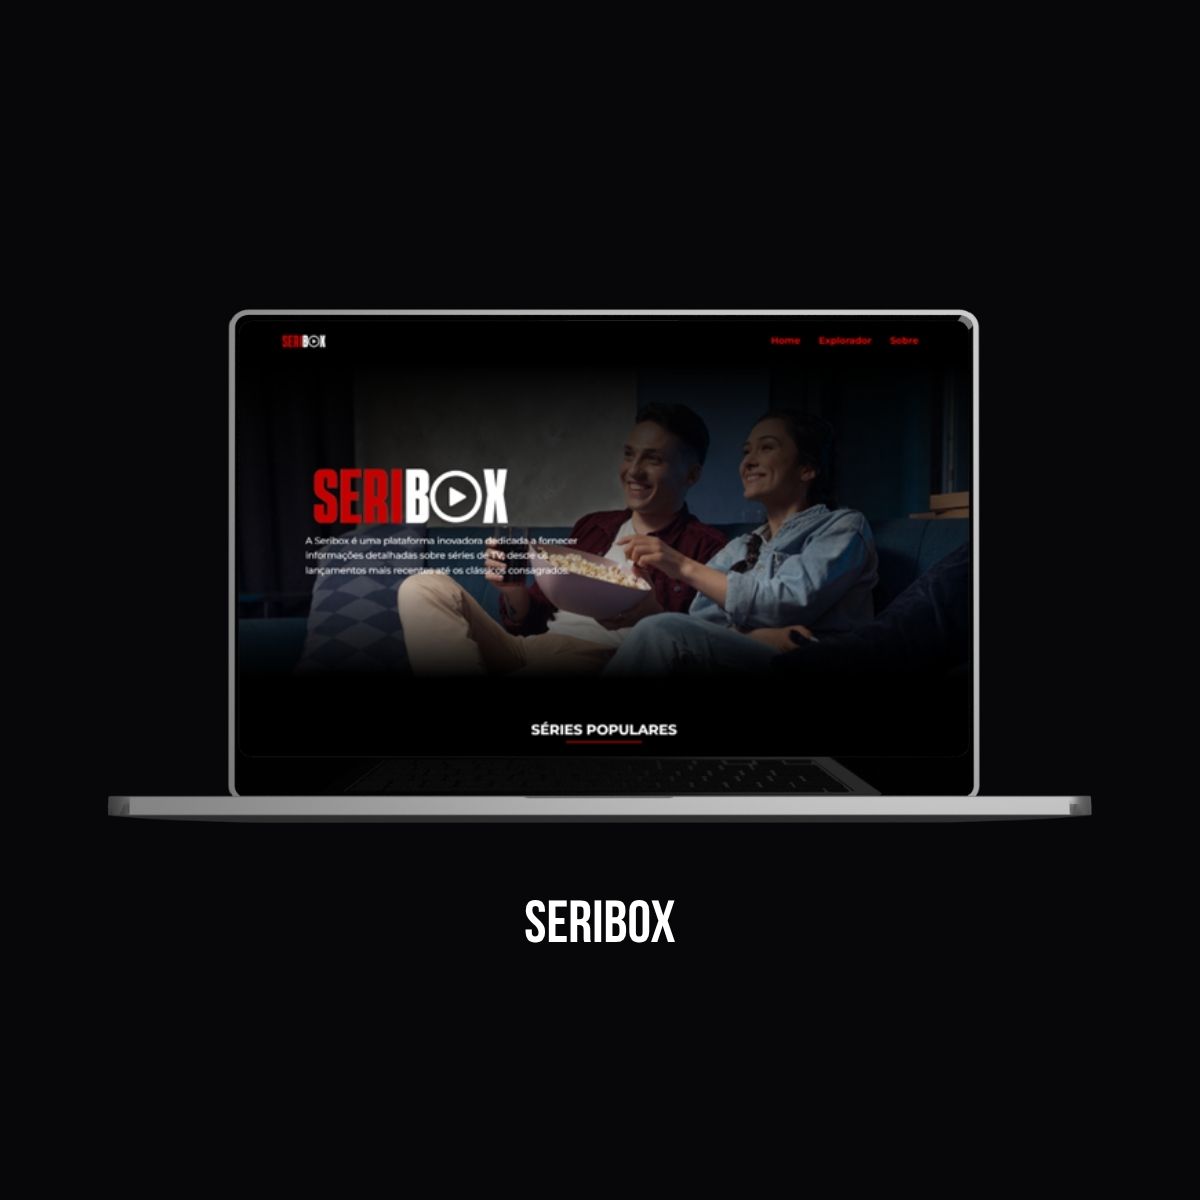 SERIBOX
Home Explorador Sobre
SERIBOX
A Seribox é uma plataforma inovadora dedicada a fornecer
informações detalhadas sobre séries de TV, desde os
lançamentos mais recentes até os clássicos consagrados.
SÉRIES POPULARES
SERIBOX